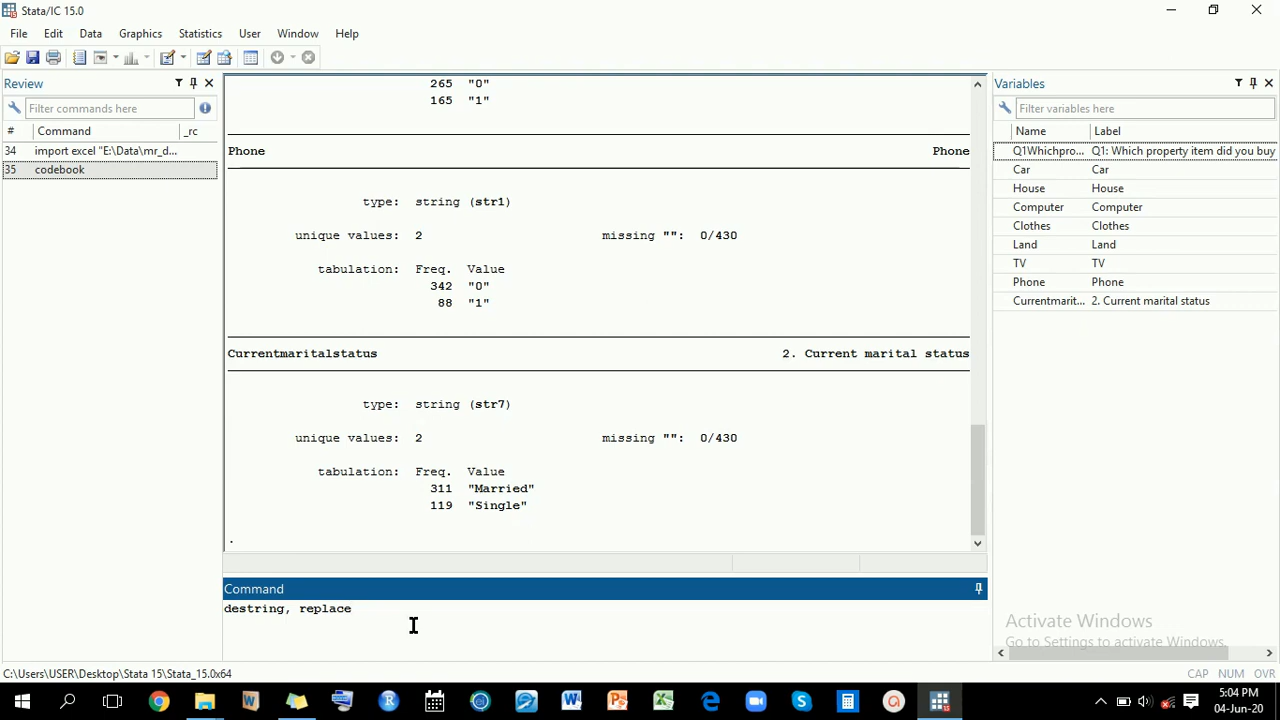 Stata/IC 15.0
File Edit Data Graphics Statistics User Window Help
Review
Filter commands here
# Command _rc
34 import excel "E:\Data\mr_d...
35 codebook
265 "0"
165 "1"
Phone Phone
type: string (str1)
unique values: 2 missing "": 0/430
tabulation: Freq. Value
342 "0"
88 "1"
Currentmaritalstatus 2. Current marital status
type: string (str7)
unique values: 2 missing "": 0/430
tabulation: Freq. Value
311 "Married"
119 "Single"
.
Command
destring, replace
Variables
Filter variables here
Name Label
Q1Whichpro... Q1: Which property item did you buy
Car Car
House House
Computer Computer
Clothes Clothes
Land Land
TV TV
Phone Phone
Currentmarit... 2. Current marital status
Activate Windows
Go to Settings to activate Windows.
C:\Users\USER\Desktop\Stata 15\Stata_15.0x64
CAP NUM OVR
5:04 PM
04-Jun-20